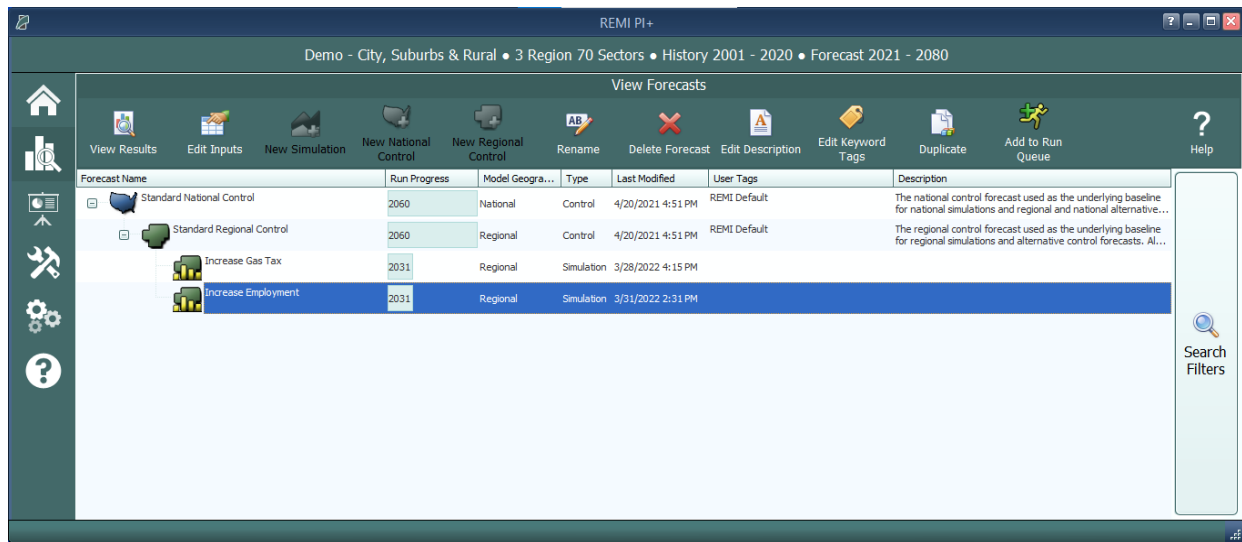 REMI PI+
Demo - City, Suburbs & Rural ● 3 Region 70 Sectors ● History 2001 - 2020 ● Forecast 2021 - 2080
View Forecasts
View Results
Edit Inputs
New Simulation
New National
Control
New Regional
Control
Rename
Delete Forecast
Edit Description
Edit Keyword
Tags
Duplicate
Add to Run
Queue
?
Help
Forecast Name Run Progress Model Geogra... Type Last Modified User Tags Description
Standard National Control 2060 National Control 4/20/2021 4:51 PM REMI Default The national control forecast used as the underlying baseline
for national simulations and regional and national alternative...
Standard Regional Control 2060 Regional Control 4/20/2021 4:51 PM REMI Default The regional control forecast used as the underlying baseline
for regional simulations and alternative control forecasts. Al...
Increase Gas Tax 2031 Regional Simulation 3/28/2022 4:15 PM
Increase Employment 2031 Regional Simulation 3/31/2022 2:31 PM
Search
Filters